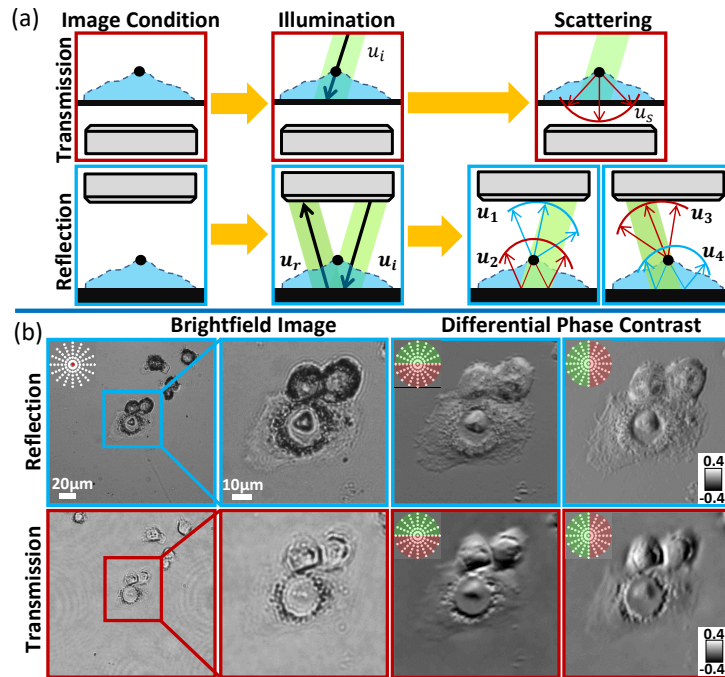 (a)
Image Condition
Illumination
Scattering
Transmission
u_i
u_s
Reflection
u_r
u_i
u_1
u_2
u_3
u_4
(b)
Brightfield Image
Differential Phase Contrast
Reflection
20μm
10μm
0.4
-0.4
Transmission
0.4
-0.4